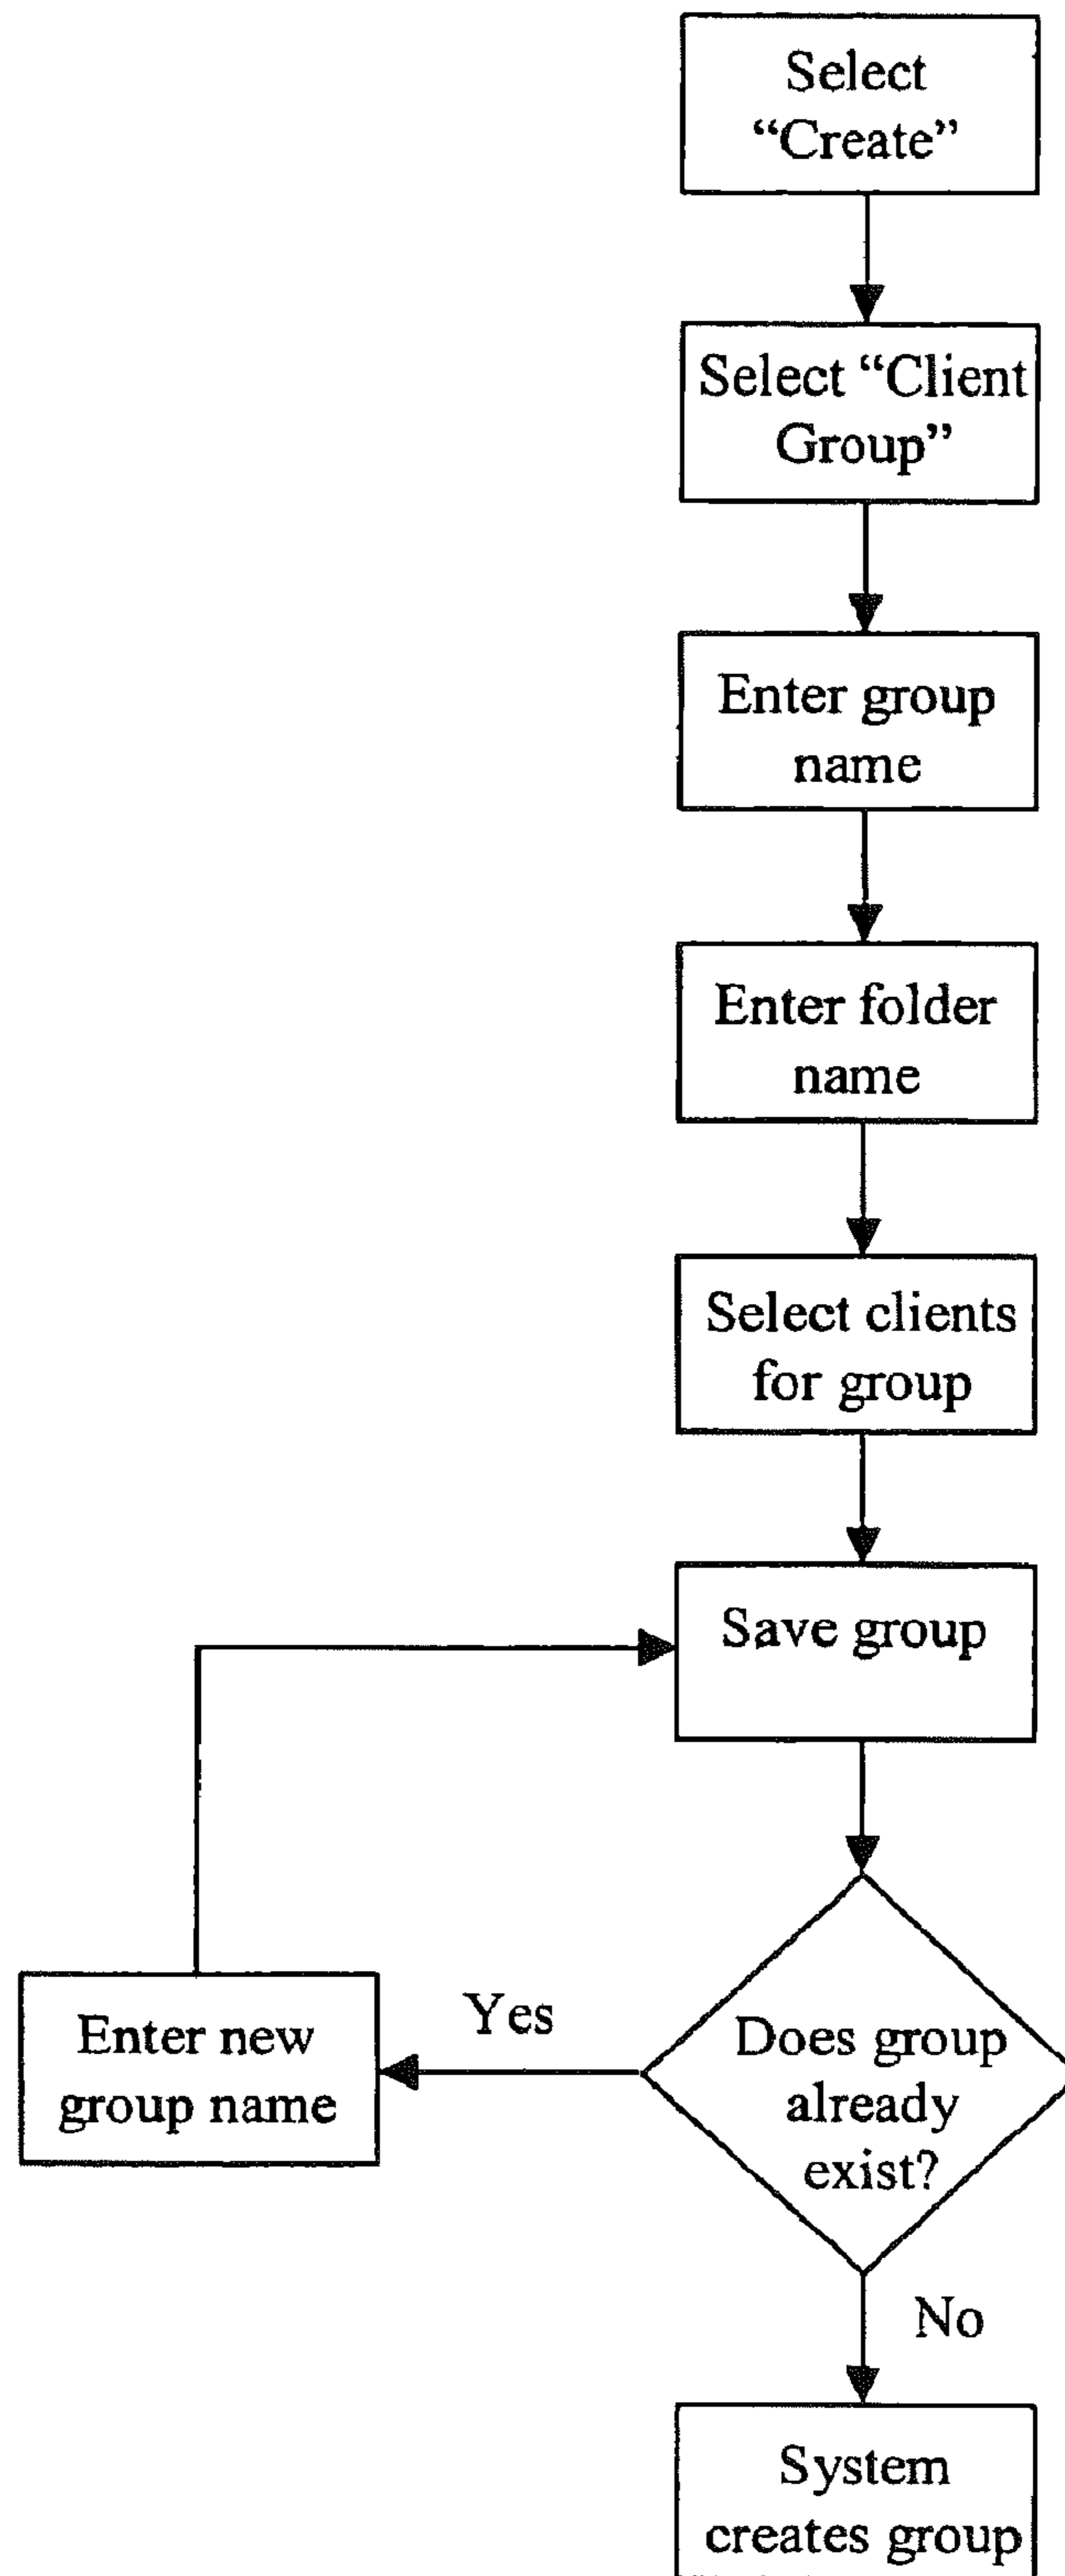 Select
“Create”
Select “Client
Group”
Enter group
name
Enter folder
name
Select clients
for group
Save group
Does group
already
exist?
Yes
Enter new
group name
No
System
creates group